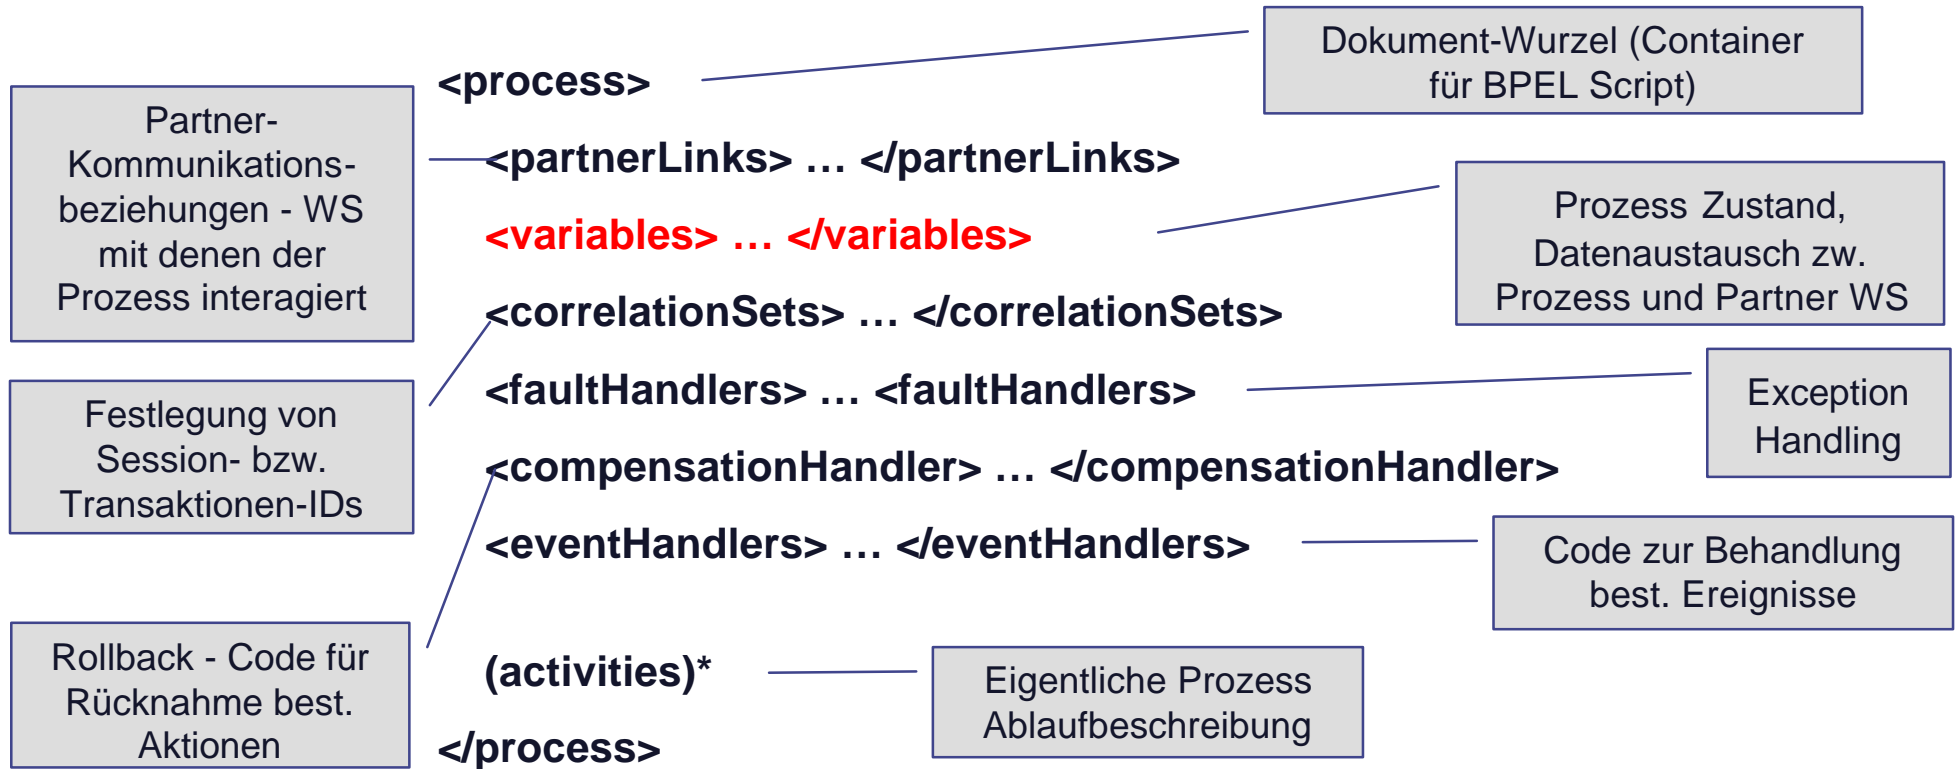 Dokument-Wurzel (Container
für BPEL Script)
<process>
Partner-
Kommunikations-
beziehungen - WS
mit denen der
Prozess interagiert
<partnerLinks> … </partnerLinks>
<variables> … </variables>
Prozess Zustand,
Datenaustausch zw.
Prozess und Partner WS
<correlationSets> … </correlationSets>
Festlegung von
Session- bzw.
Transaktionen-IDs
<faultHandlers> … <faultHandlers>
Exception
Handling
<compensationHandler> … </compensationHandler>
<eventHandlers> … </eventHandlers>
Code zur Behandlung
best. Ereignisse
Rollback - Code für
Rücknahme best.
Aktionen
(activities)*
Eigentliche Prozess
Ablaufbeschreibung
</process>